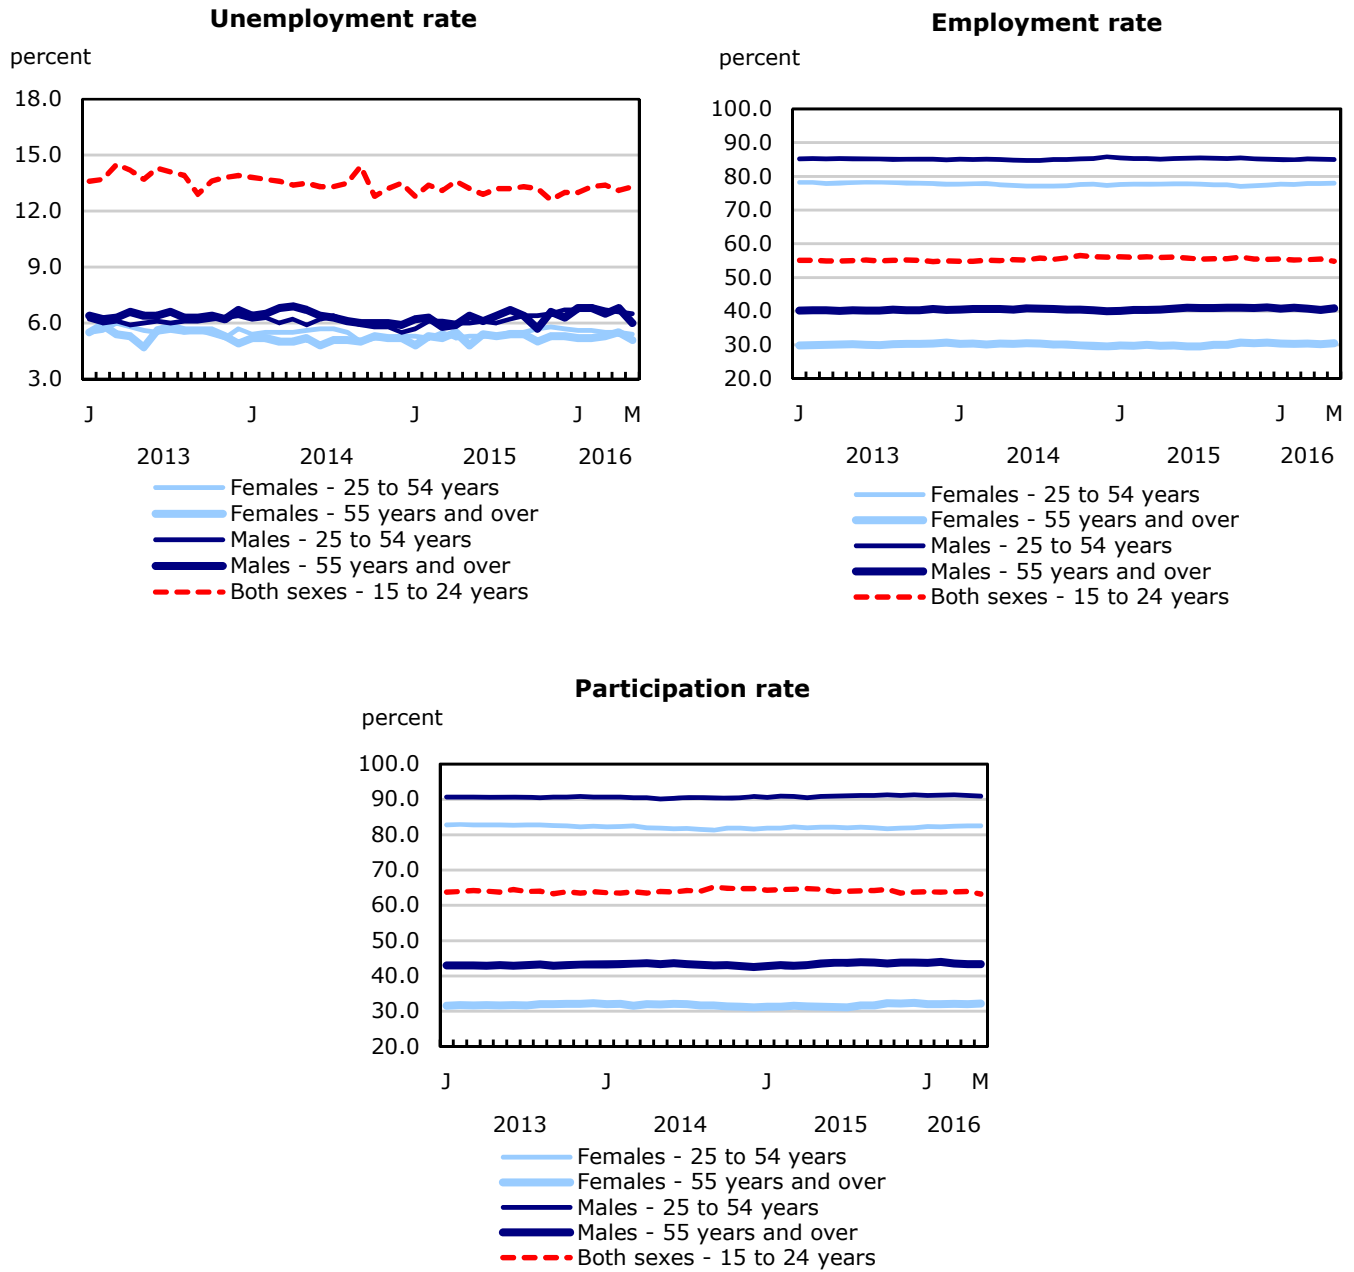 Unemployment rate
percent
18.0
15.0
12.0
9.0
6.0
3.0
J J J J M
2013 2014 2015 2016
Females - 25 to 54 years
Females - 55 years and over
Males - 25 to 54 years
Males - 55 years and over
Both sexes - 15 to 24 years
Employment rate
percent
100.0
90.0
80.0
70.0
60.0
50.0
40.0
30.0
20.0
J J J J M
2013 2014 2015 2016
Females - 25 to 54 years
Females - 55 years and over
Males - 25 to 54 years
Males - 55 years and over
Both sexes - 15 to 24 years
Participation rate
percent
100.0
90.0
80.0
70.0
60.0
50.0
40.0
30.0
20.0
J J J J M
2013 2014 2015 2016
Females - 25 to 54 years
Females - 55 years and over
Males - 25 to 54 years
Males - 55 years and over
Both sexes - 15 to 24 years